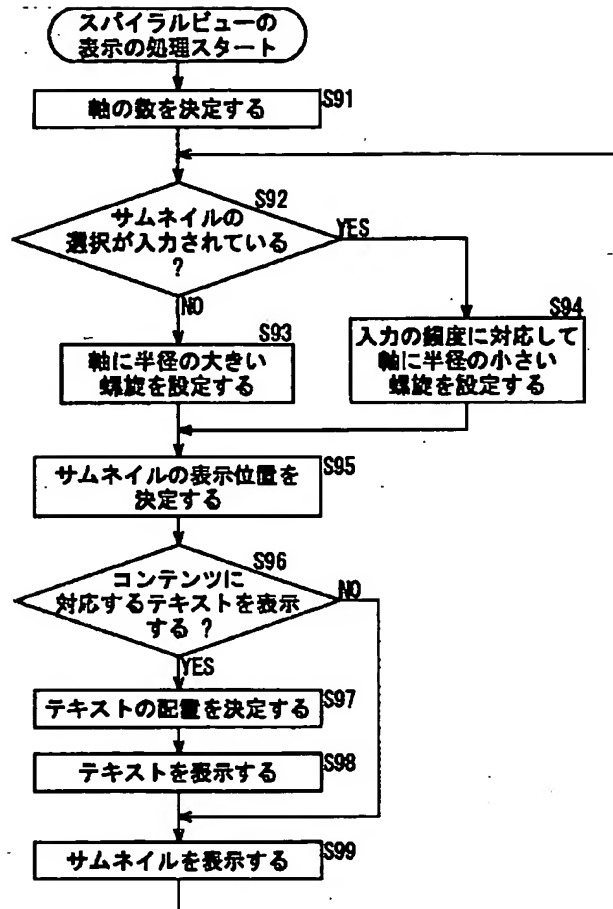 スパイラルビューの
表示の処理スタート
S91
軸の数を決定する
S92
サムネイルの
選択が入力されている
?
YES
NO
S93
軸に半径の大きい
螺旋を設定する
S94
入力の頻度に対応して
軸に半径の小さい
螺旋を設定する
S95
サムネイルの表示位置を
決定する
S96
コンテンツに
対応するテキストを表示
する ?
NO
YES
S97
テキストの配置を決定する
S98
テキストを表示する
S99
サムネイルを表示する